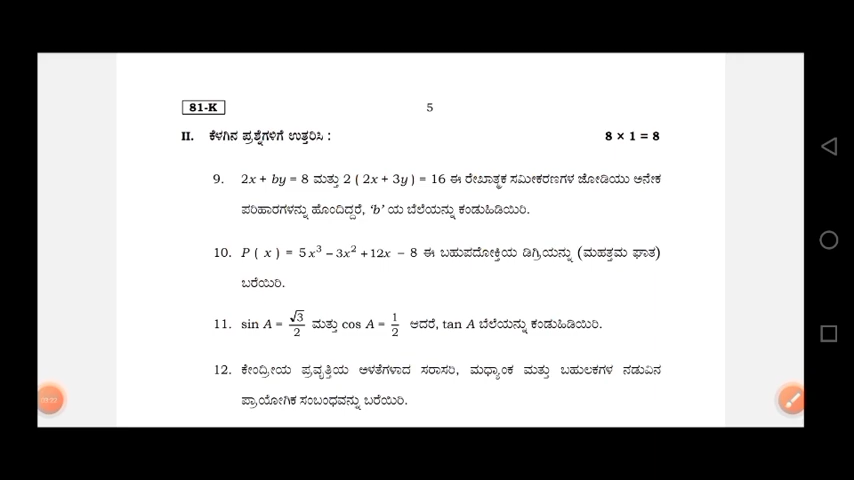 81-K 5
II. ಕೆಳಗಿನ ಪ್ರಶ್ನೆಗಳಿಗೆ ಉತ್ತರಿಸಿ : 8 × 1 = 8
9. 2x + by = 8 ಮತ್ತು 2 ( 2x + 3y ) = 16 ಈ ರೇಖಾತ್ಮಕ ಸಮೀಕರಣಗಳ ಜೋಡಿಯು ಅನೇಕ
ಪರಿಹಾರಗಳನ್ನು ಹೊಂದಿದ್ದರೆ, ‘b’ ಯ ಬೆಲೆಯನ್ನು ಕಂಡುಹಿಡಿಯಿರಿ.
10. P ( x ) = 5x³ – 3x² + 12x – 8 ಈ ಬಹುಪದೋಕ್ತಿಯ ಡಿಗ್ರಿಯನ್ನು (ಮಹತ್ತಮ ಘಾತ)
ಬರೆಯಿರಿ.
11. sin A = √3/2 ಮತ್ತು cos A = 1/2 ಆದರೆ, tan A ಬೆಲೆಯನ್ನು ಕಂಡುಹಿಡಿಯಿರಿ.
12. ಕೇಂದ್ರೀಯ ಪ್ರವೃತ್ತಿಯ ಅಳತೆಗಳಾದ ಸರಾಸರಿ, ಮಧ್ಯಾಂಕ ಮತ್ತು ಬಹುಲಕಗಳ ನಡುವಿನ
ಪ್ರಾಯೋಗಿಕ ಸಂಬಂಧವನ್ನು ಬರೆಯಿರಿ.